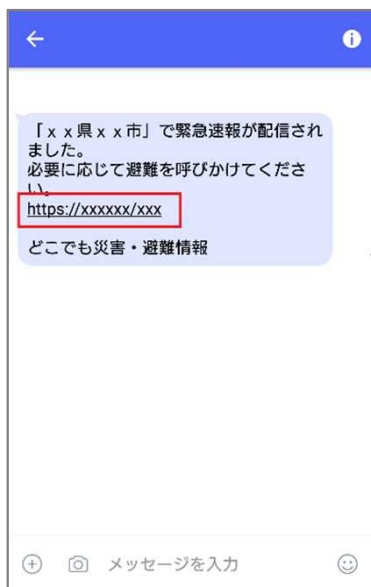 「ｘｘ県ｘｘ市」で緊急速報が配信され
ました。
必要に応じて避難を呼びかけてくださ
い。
https://xxxxxx/xxx
どこでも災害・避難情報
メッセージを入力